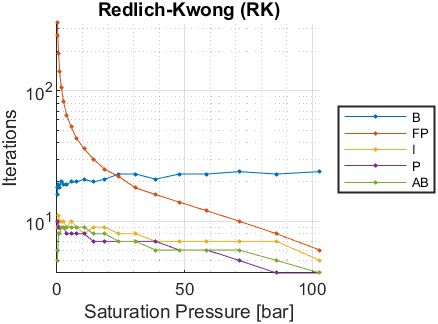 Redlich-Kwong (RK)
Iterations
10^2
10^1
0
50
100
Saturation Pressure [bar]
B
FP
I
P
AB